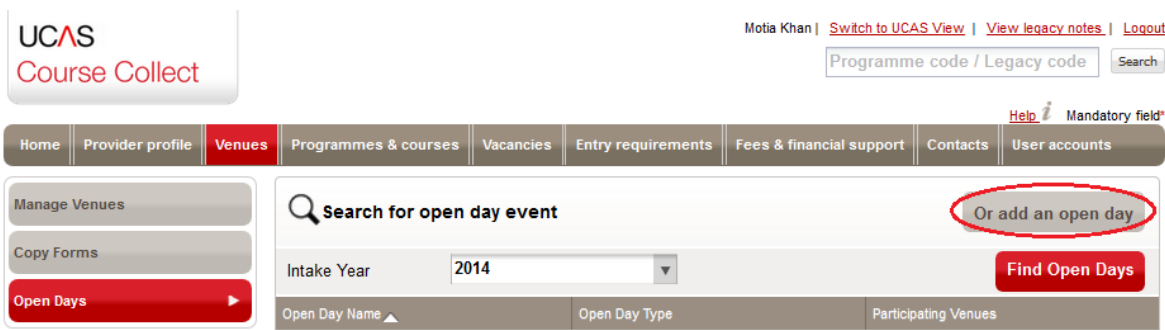 UCAS
Course Collect
Motia Khan | Switch to UCAS View | View legacy notes | Logout
Programme code / Legacy code Search
Help i Mandatory field*
Home Provider profile Venues Programmes & courses Vacancies Entry requirements Fees & financial support Contacts User accounts
Manage Venues
Copy Forms
Open Days
Search for open day event
Or add an open day
Intake Year 2014 Find Open Days
Open Day Name Open Day Type Participating Venues